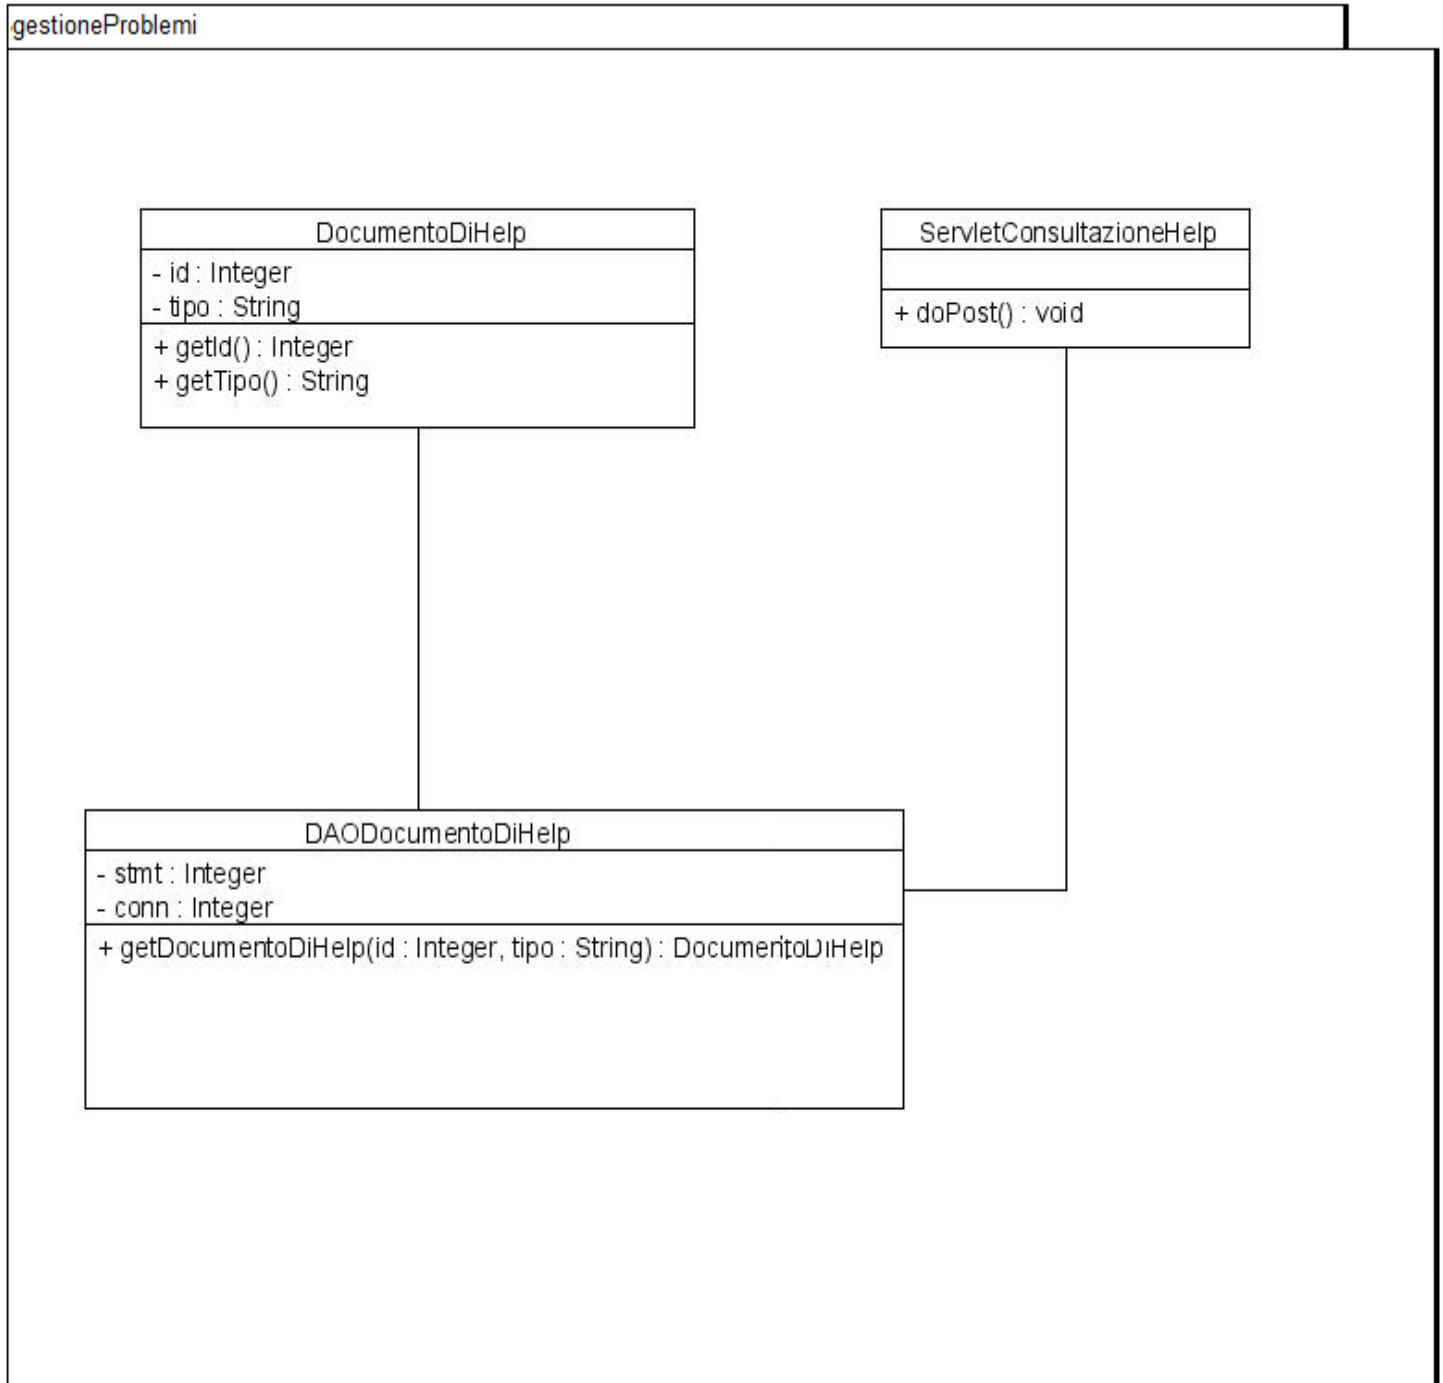 gestioneProblemi
DocumentoDiHelp
- id : Integer
- tipo : String
+ getId() : Integer
+ getTipo() : String
ServletConsultazioneHelp
+ doPost() : void
DAODocumentoDiHelp
- stmt : Integer
- conn : Integer
+ getDocumentoDiHelp(id : Integer, tipo : String) : DocumentoDiHelp